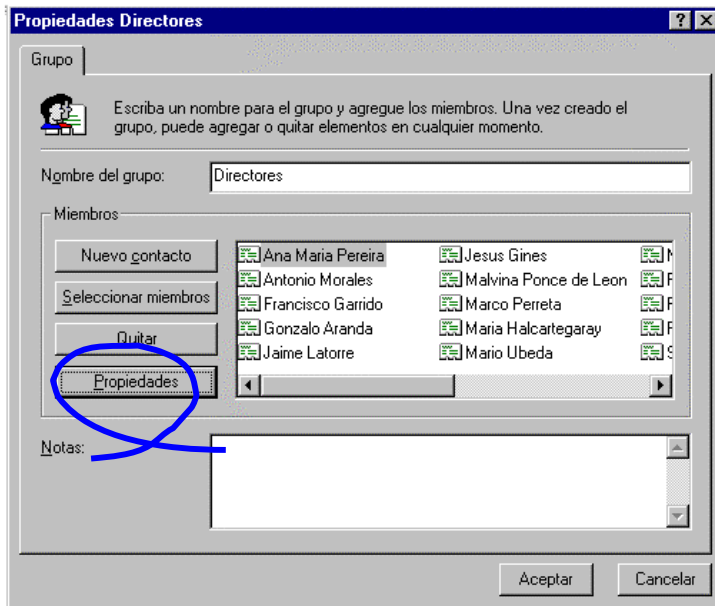 Propiedades Directores
Grupo
Escriba un nombre para el grupo y agregue los miembros. Una vez creado el
grupo, puede agregar o quitar elementos en cualquier momento.
Nombre del grupo: Directores
Miembros
Nuevo contacto
Seleccionar miembros
Quitar
Propiedades
Ana Maria Pereira
Antonio Morales
Francisco Garrido
Gonzalo Aranda
Jaime Latorre
Jesus Gines
Malvina Ponce de Leon
Marco Perreta
Maria Halcartegaray
Mario Ubeda
Notas:
Aceptar
Cancelar